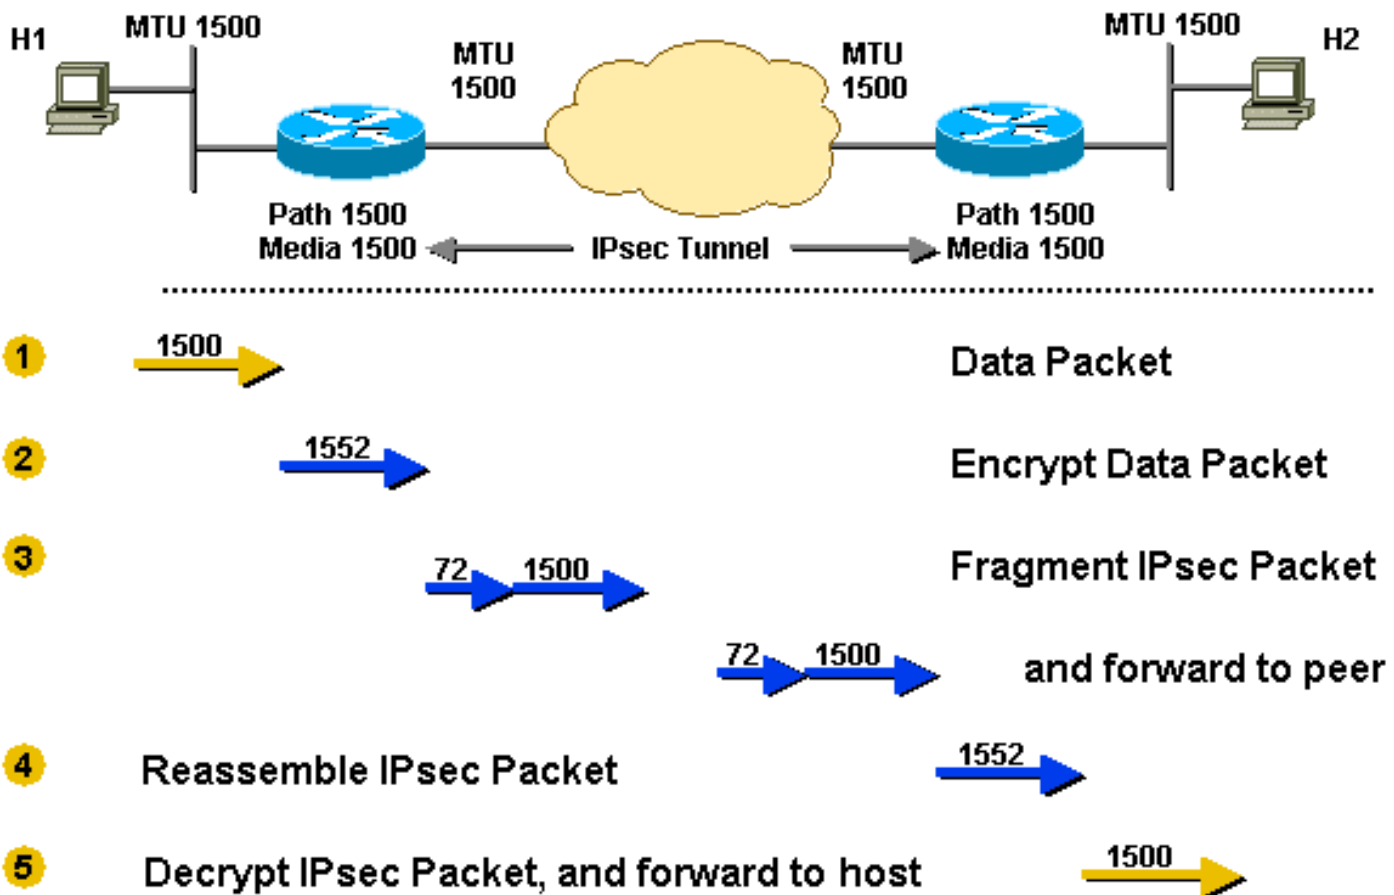 H1
MTU 1500
MTU
1500
MTU
1500
MTU 1500
H2
Path 1500
Media 1500
IPsec Tunnel
Path 1500
Media 1500
1
1500
Data Packet
2
1552
Encrypt Data Packet
3
72
1500
Fragment IPsec Packet
72
1500
and forward to peer
4
Reassemble IPsec Packet
1552
5
Decrypt IPsec Packet, and forward to host
1500